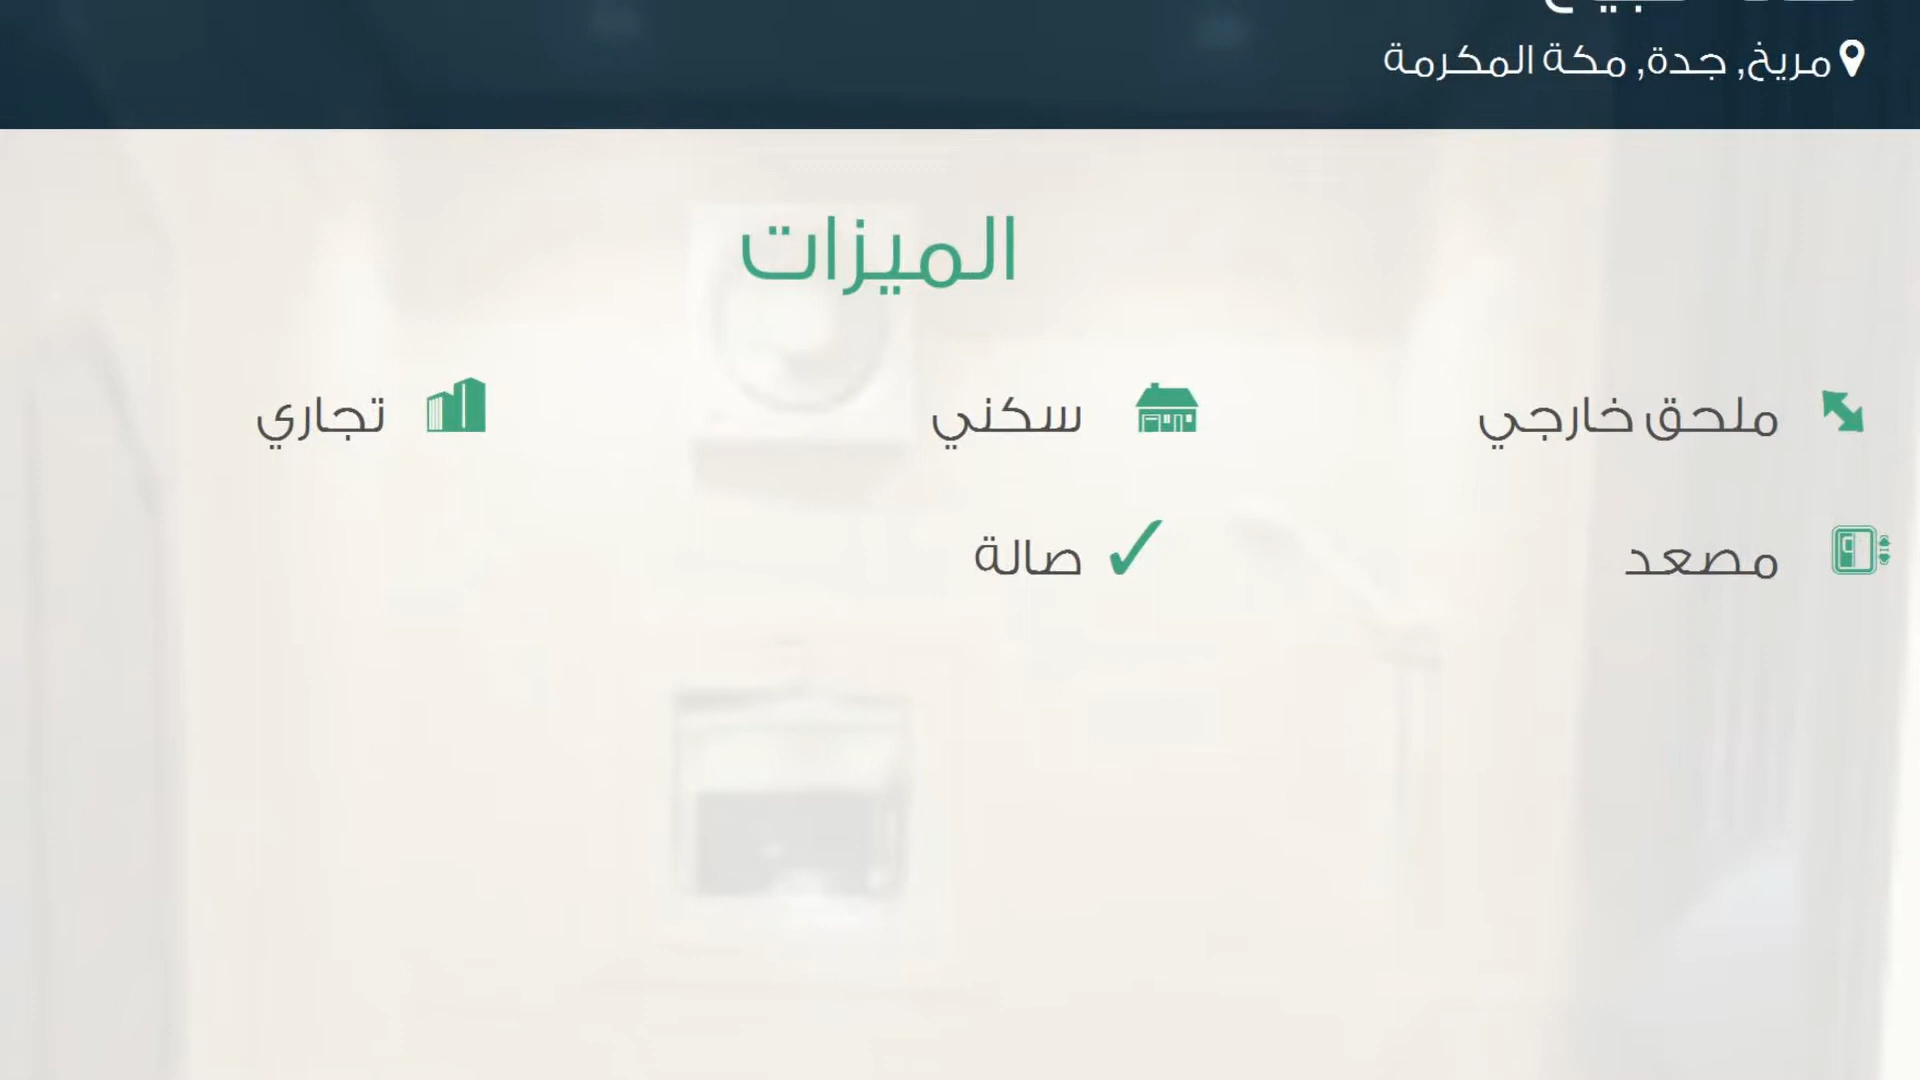 مريخ, جدة, مكة المكرمة
الميزات
ملحق خارجي
سكني
تجاري
مصعد
صالة